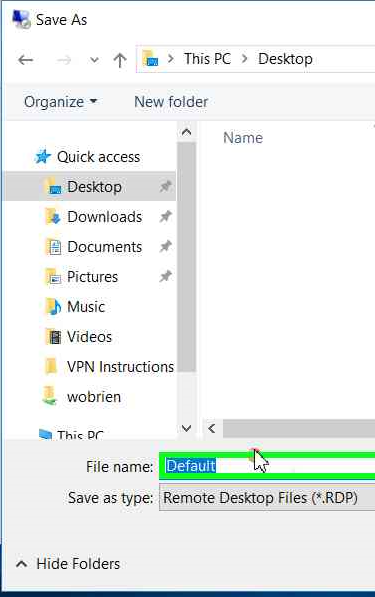 Save As
This PC > Desktop
Organize
New folder
Name
Quick access
Desktop
Downloads
Documents
Pictures
Music
Videos
VPN Instructions
wobrien
This PC
File name: Default
Save as type: Remote Desktop Files (*.RDP)
Hide Folders